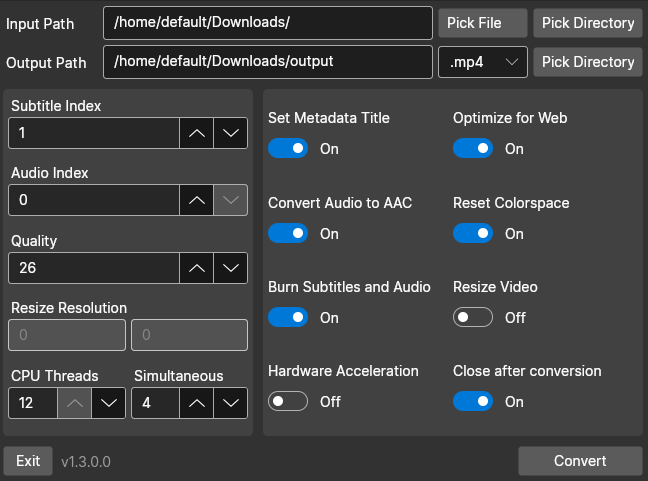 Input Path /home/default/Downloads/ Pick File Pick Directory
Output Path /home/default/Downloads/output .mp4 Pick Directory
Subtitle Index
1
Audio Index
0
Quality
26
Resize Resolution
0 0
CPU Threads Simultaneous
12 4
Set Metadata Title Optimize for Web
On On
Convert Audio to AAC Reset Colorspace
On On
Burn Subtitles and Audio Resize Video
On Off
Hardware Acceleration Close after conversion
Off On
Exit v1.3.0.0 Convert